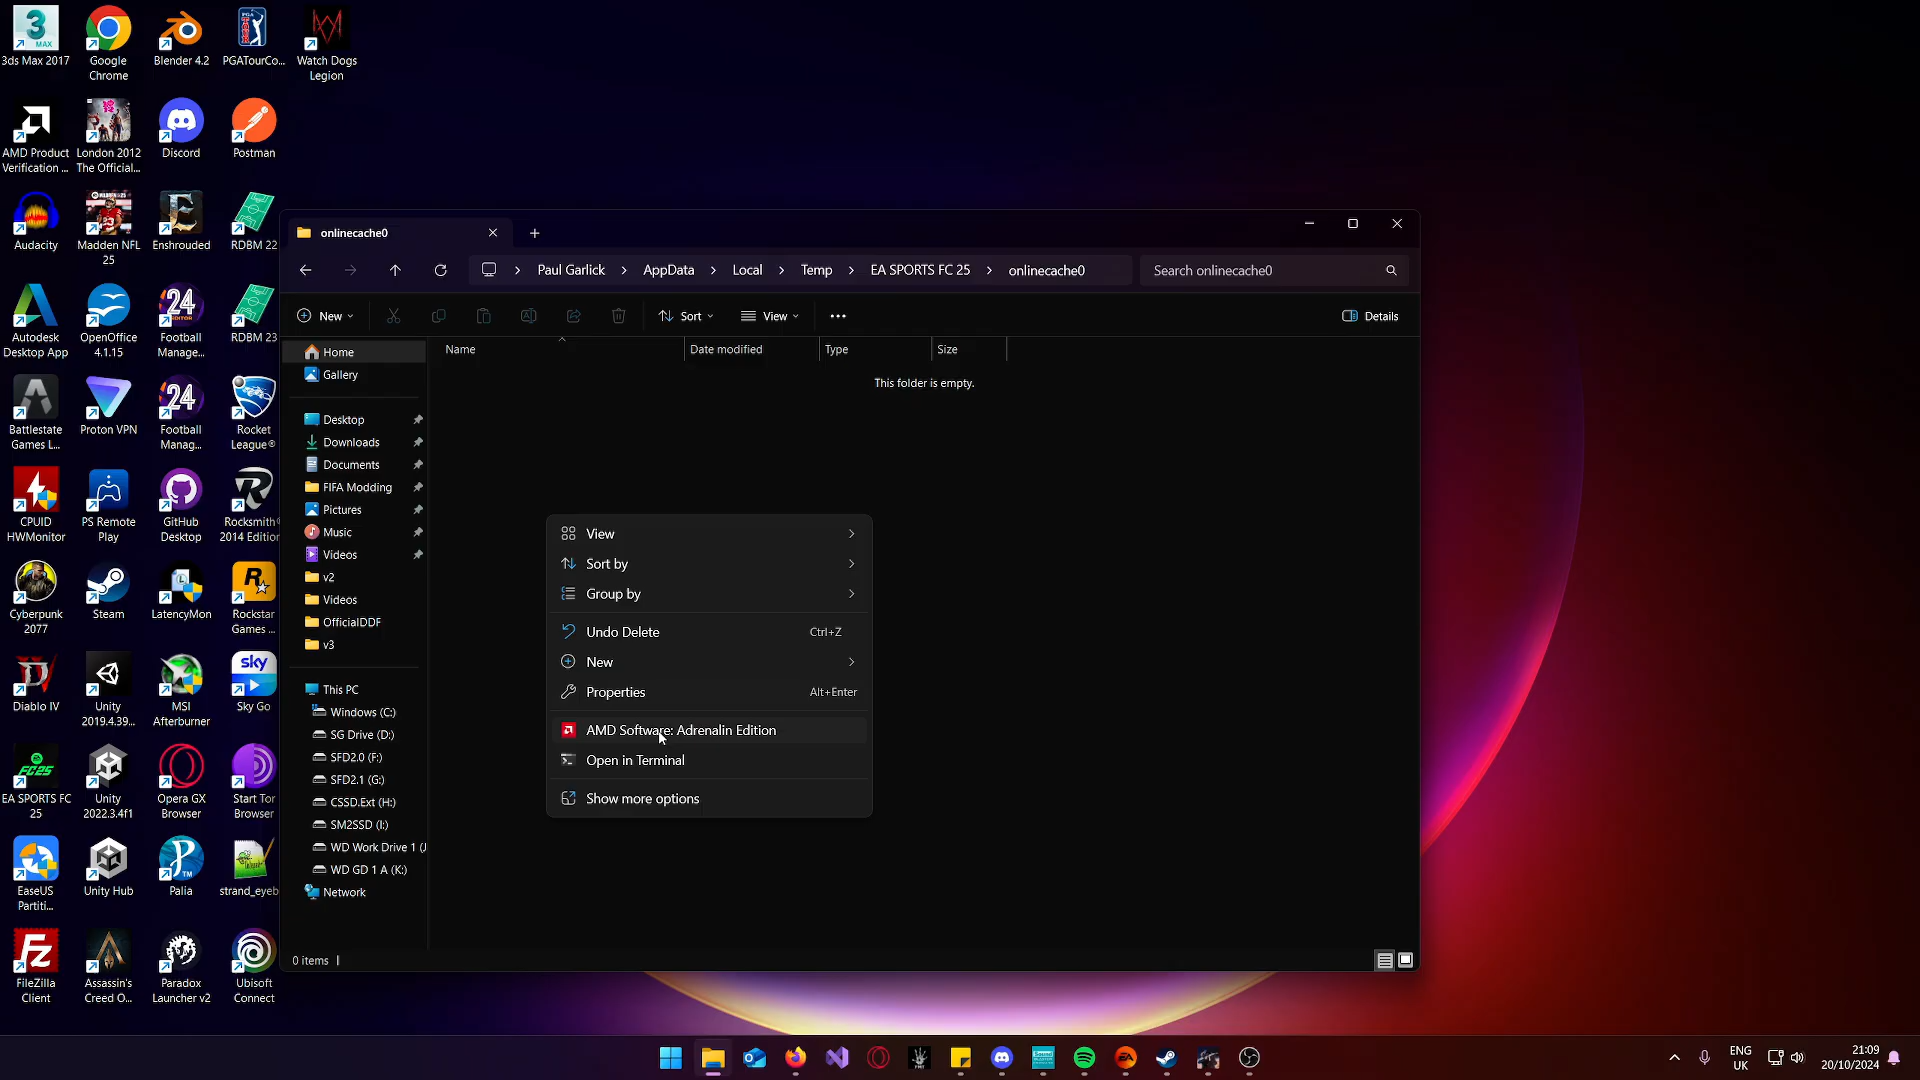 3ds Max 2017
Google
Chrome
Blender 4.2
PGATourCo...
Watch Dogs
Legion
AMD Product
Verification ...
London 2012
The Official...
Discord
Postman
Audacity
Madden NFL
25
Enshrouded
RDBM 22
Autodesk
Desktop App
OpenOffice
4.1.15
Football
Manage...
RDBM 23
Battlestate
Games L...
Proton VPN
Football
Manag...
Rocket
League®
CPUID
HWMonitor
PS Remote
Play
GitHub
Desktop
Rocksmith®
2014 Edition
Cyberpunk
2077
Steam
LatencyMon
Rockstar
Games ...
Diablo IV
Unity
2019.4.39...
MSI
Afterburner
sky
Sky Go
EA SPORTS FC
25
Unity
2022.3.4f1
Opera GX
Browser
Start Tor
Browser
EaseUS
Partiti...
Unity Hub
Palia
strand_eyeb
FileZilla
Client
Assassin's
Creed O...
Paradox
Launcher v2
Ubisoft
Connect
onlinecache0
Paul Garlick > AppData > Local > Temp > EA SPORTS FC 25 > onlinecache0
Search onlinecache0
New
Sort
View
Details
Name
Date modified
Type
Size
This folder is empty.
Home
Gallery
Desktop
Downloads
Documents
FIFA Modding
Pictures
Music
Videos
v2
Videos
OfficialDDF
v3
This PC
Windows (C:)
SG Drive (D:)
SFD2.0 (F:)
SFD2.1 (G:)
CSSD.Ext (H:)
SM2SSD (I:)
WD Work Drive 1 (J
WD GD 1 A (K:)
Network
View
Sort by
Group by
Undo Delete Ctrl+Z
New
Properties Alt+Enter
AMD Software: Adrenalin Edition
Open in Terminal
Show more options
0 items
ENG
UK
21:09
20/10/2024